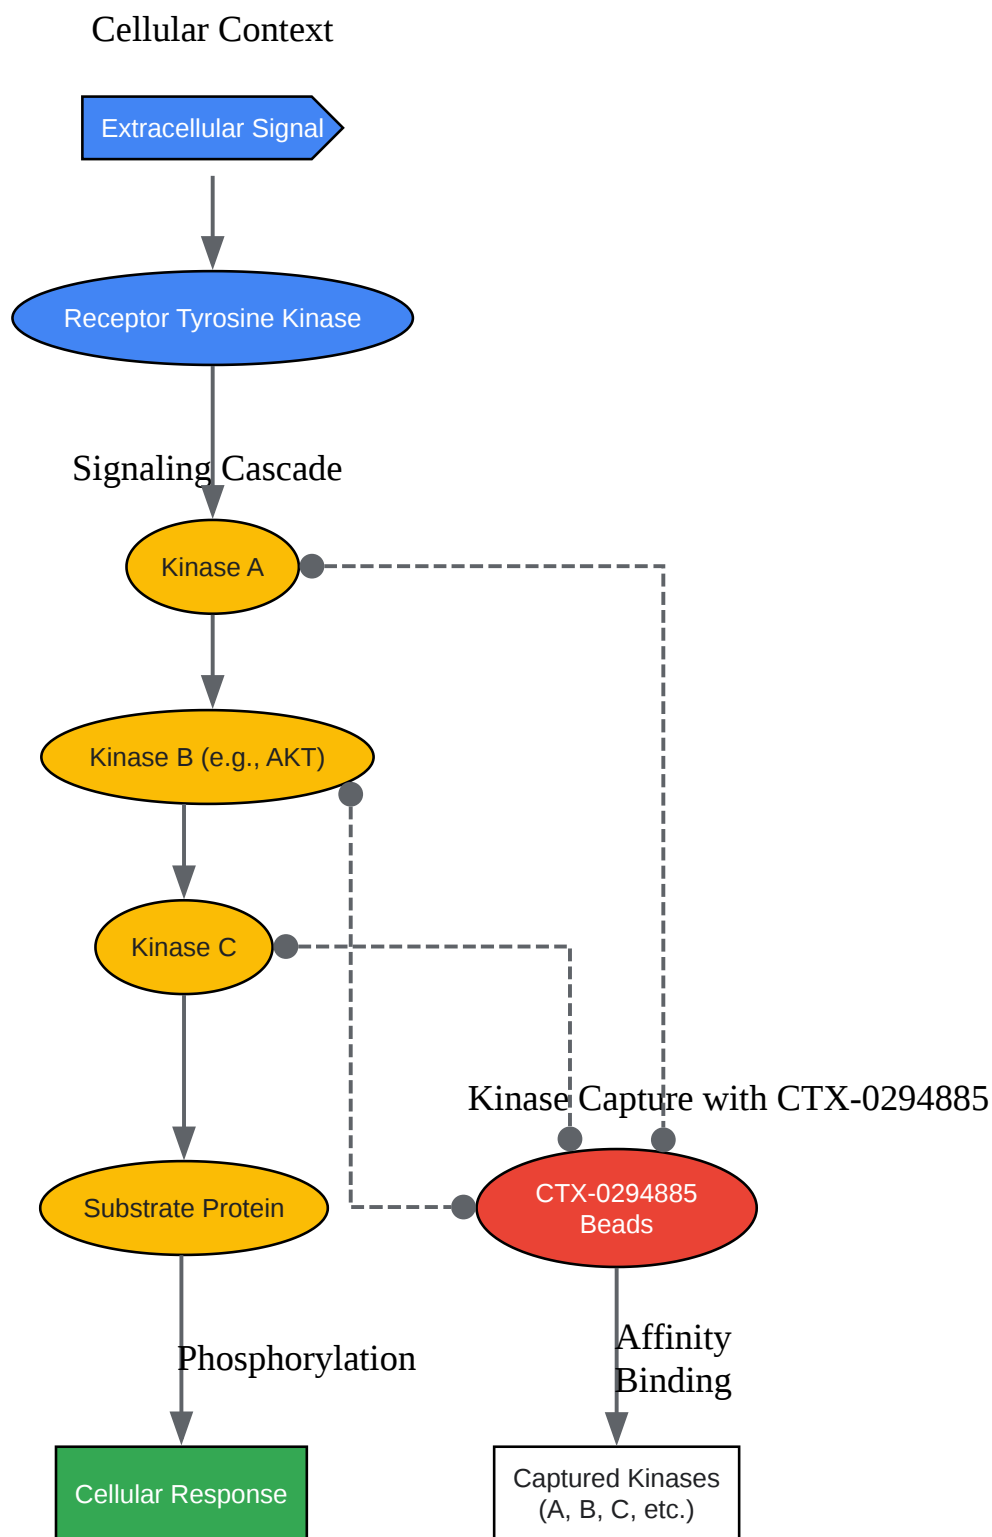 Cellular Context
Extracellular Signal
Receptor Tyrosine Kinase
Signaling Cascade
Kinase A
Kinase B (e.g., AKT)
Kinase C
Kinase Capture with CTX-0294885
Substrate Protein
CTX-0294885
Beads
Phosphorylation
Affinity
Binding
Cellular Response
Captured Kinases
(A, B, C, etc.)